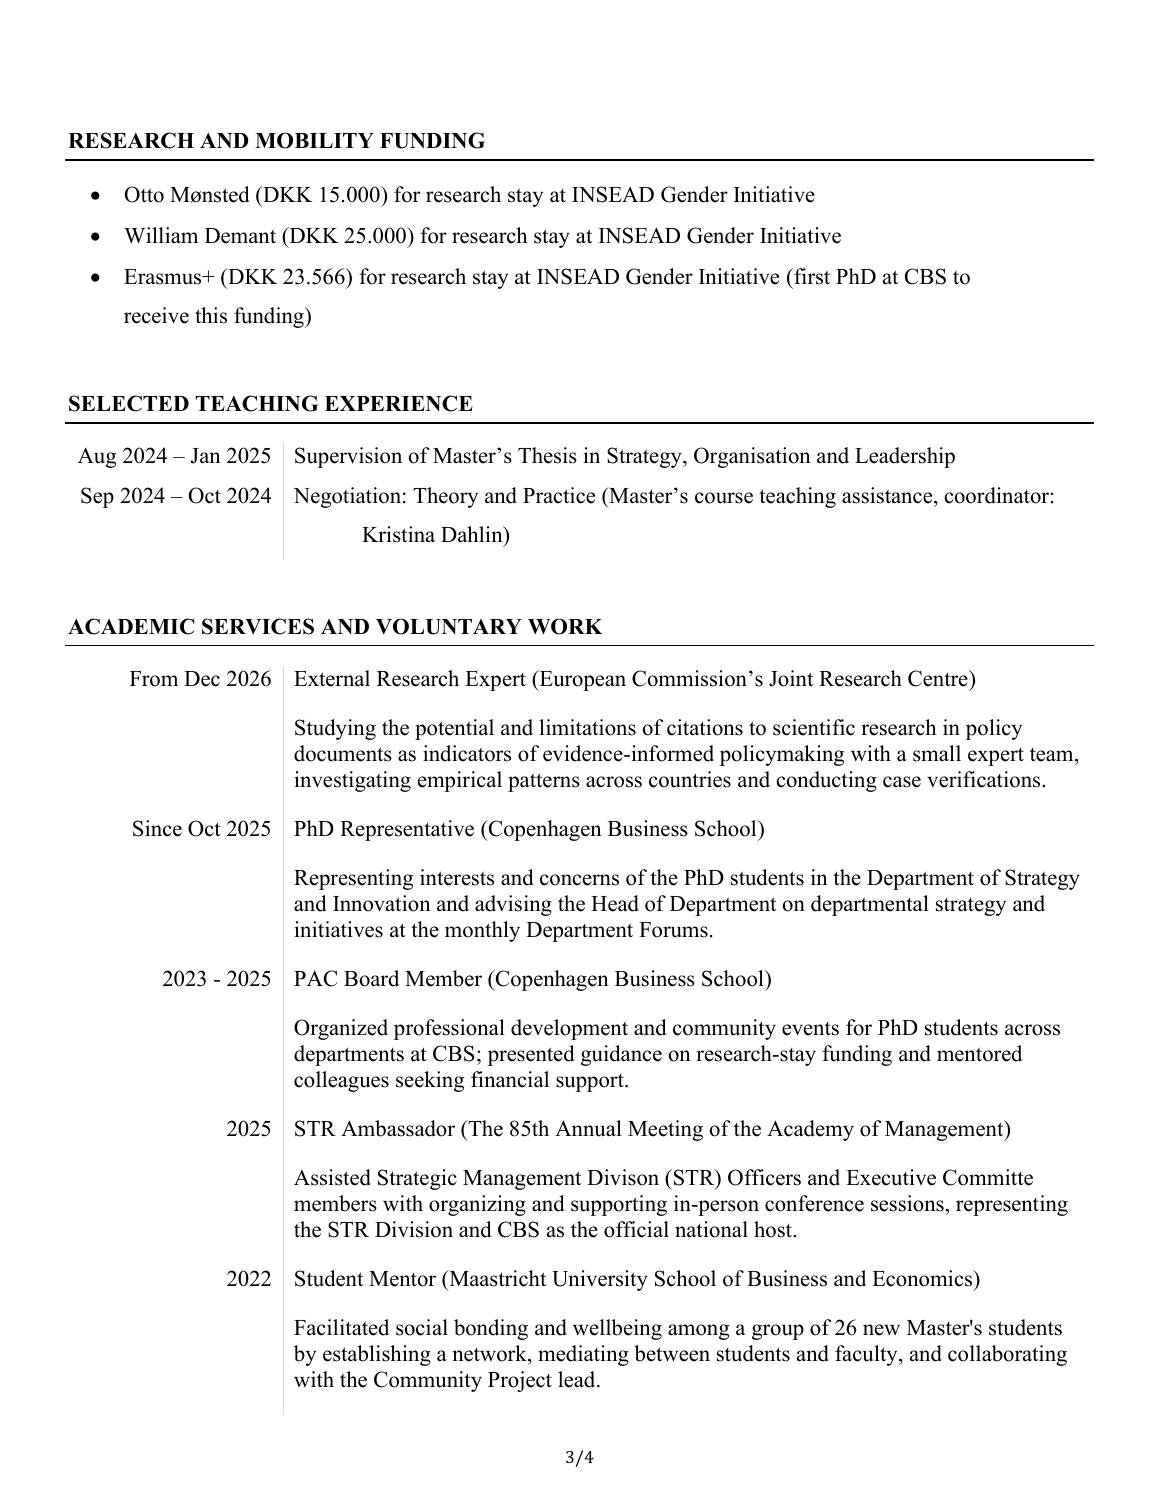 RESEARCH AND MOBILITY FUNDING
• Otto Mønsted (DKK 15.000) for research stay at INSEAD Gender Initiative
• William Demant (DKK 25.000) for research stay at INSEAD Gender Initiative
• Erasmus+ (DKK 23.566) for research stay at INSEAD Gender Initiative (first PhD at CBS to
receive this funding)
SELECTED TEACHING EXPERIENCE
Aug 2024 – Jan 2025 Supervision of Master’s Thesis in Strategy, Organisation and Leadership
Sep 2024 – Oct 2024 Negotiation: Theory and Practice (Master’s course teaching assistance, coordinator:
Kristina Dahlin)
ACADEMIC SERVICES AND VOLUNTARY WORK
From Dec 2026 External Research Expert (European Commission’s Joint Research Centre)
Studying the potential and limitations of citations to scientific research in policy
documents as indicators of evidence-informed policymaking with a small expert team,
investigating empirical patterns across countries and conducting case verifications.
Since Oct 2025 PhD Representative (Copenhagen Business School)
Representing interests and concerns of the PhD students in the Department of Strategy
and Innovation and advising the Head of Department on departmental strategy and
initiatives at the monthly Department Forums.
2023 - 2025 PAC Board Member (Copenhagen Business School)
Organized professional development and community events for PhD students across
departments at CBS; presented guidance on research-stay funding and mentored
colleagues seeking financial support.
2025 STR Ambassador (The 85th Annual Meeting of the Academy of Management)
Assisted Strategic Management Divison (STR) Officers and Executive Committe
members with organizing and supporting in-person conference sessions, representing
the STR Division and CBS as the official national host.
2022 Student Mentor (Maastricht University School of Business and Economics)
Facilitated social bonding and wellbeing among a group of 26 new Master's students
by establishing a network, mediating between students and faculty, and collaborating
with the Community Project lead.
3/4